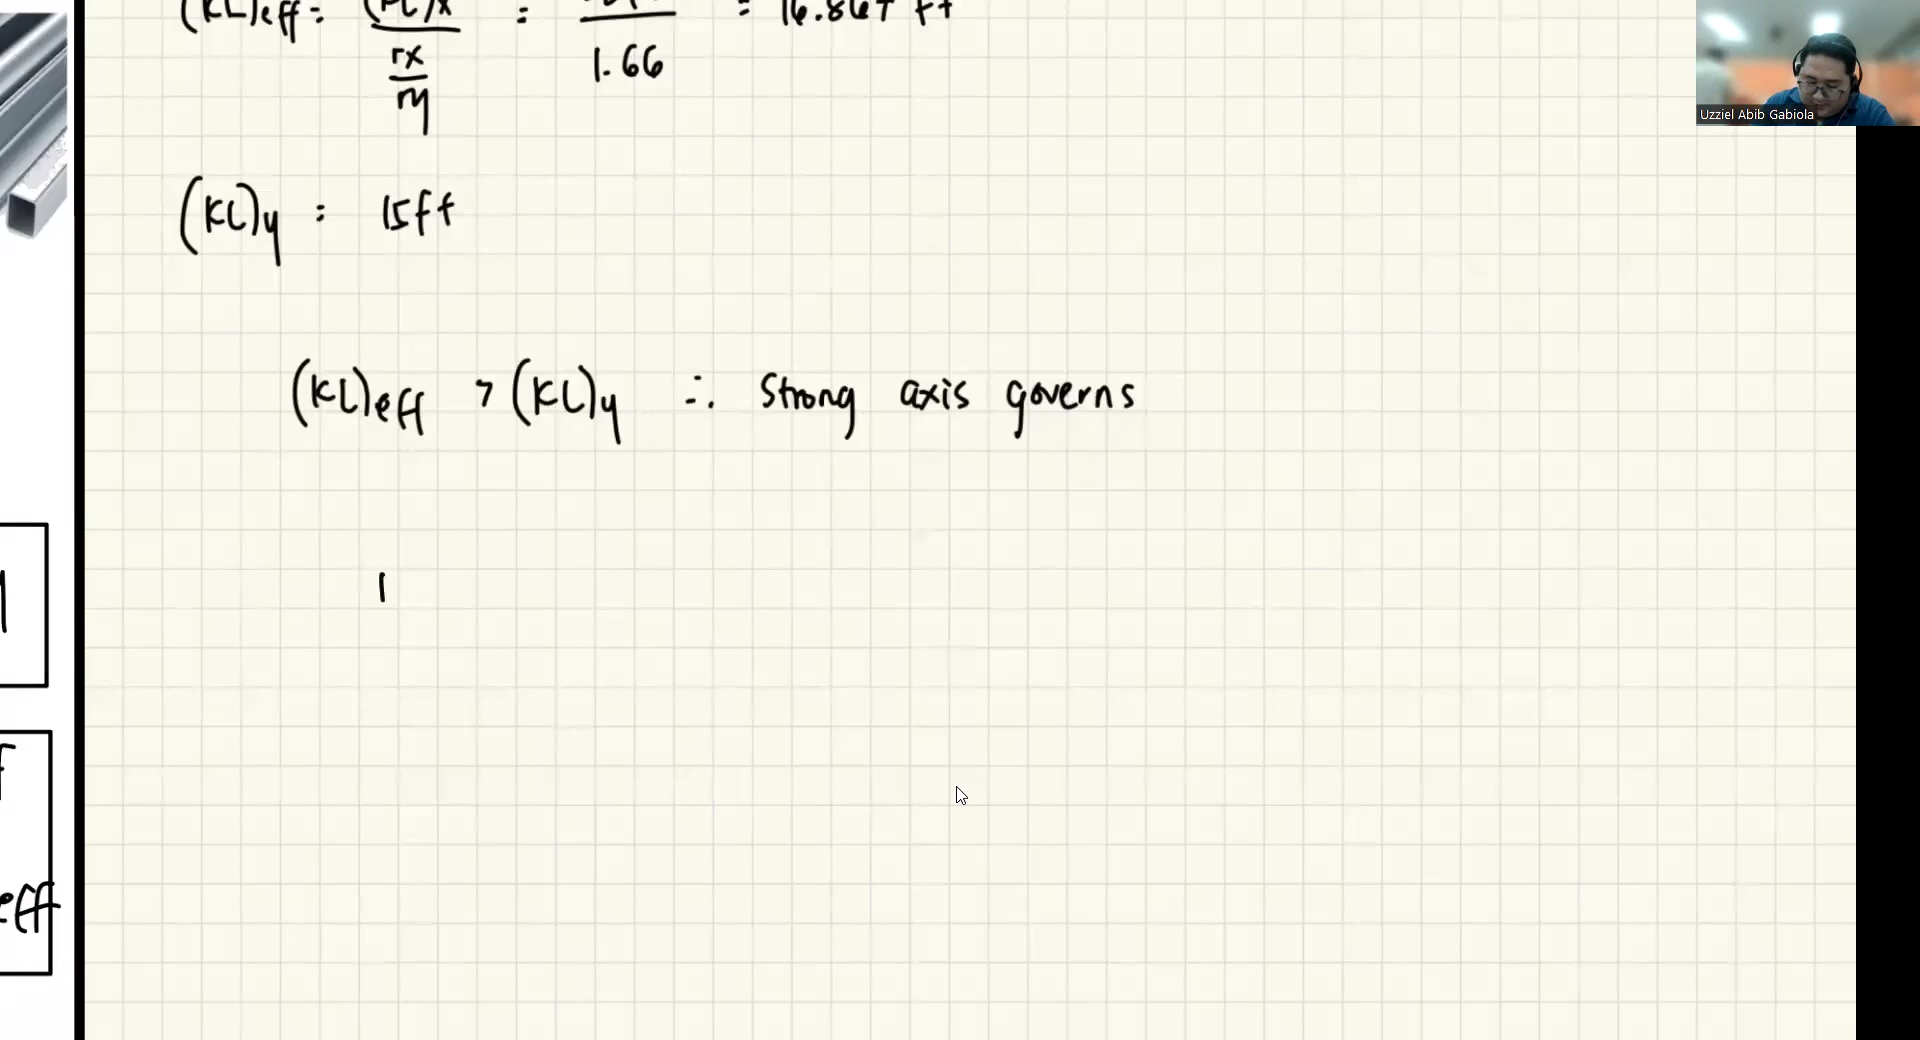 (KL)eff = (KL)x / (rx/ry) = / 1.66 = 16.867 ft
Uzziel Abib Gabiola
(KL)y = 15ft
(KL)eff > (KL)y ∴ Strong axis governs
eff